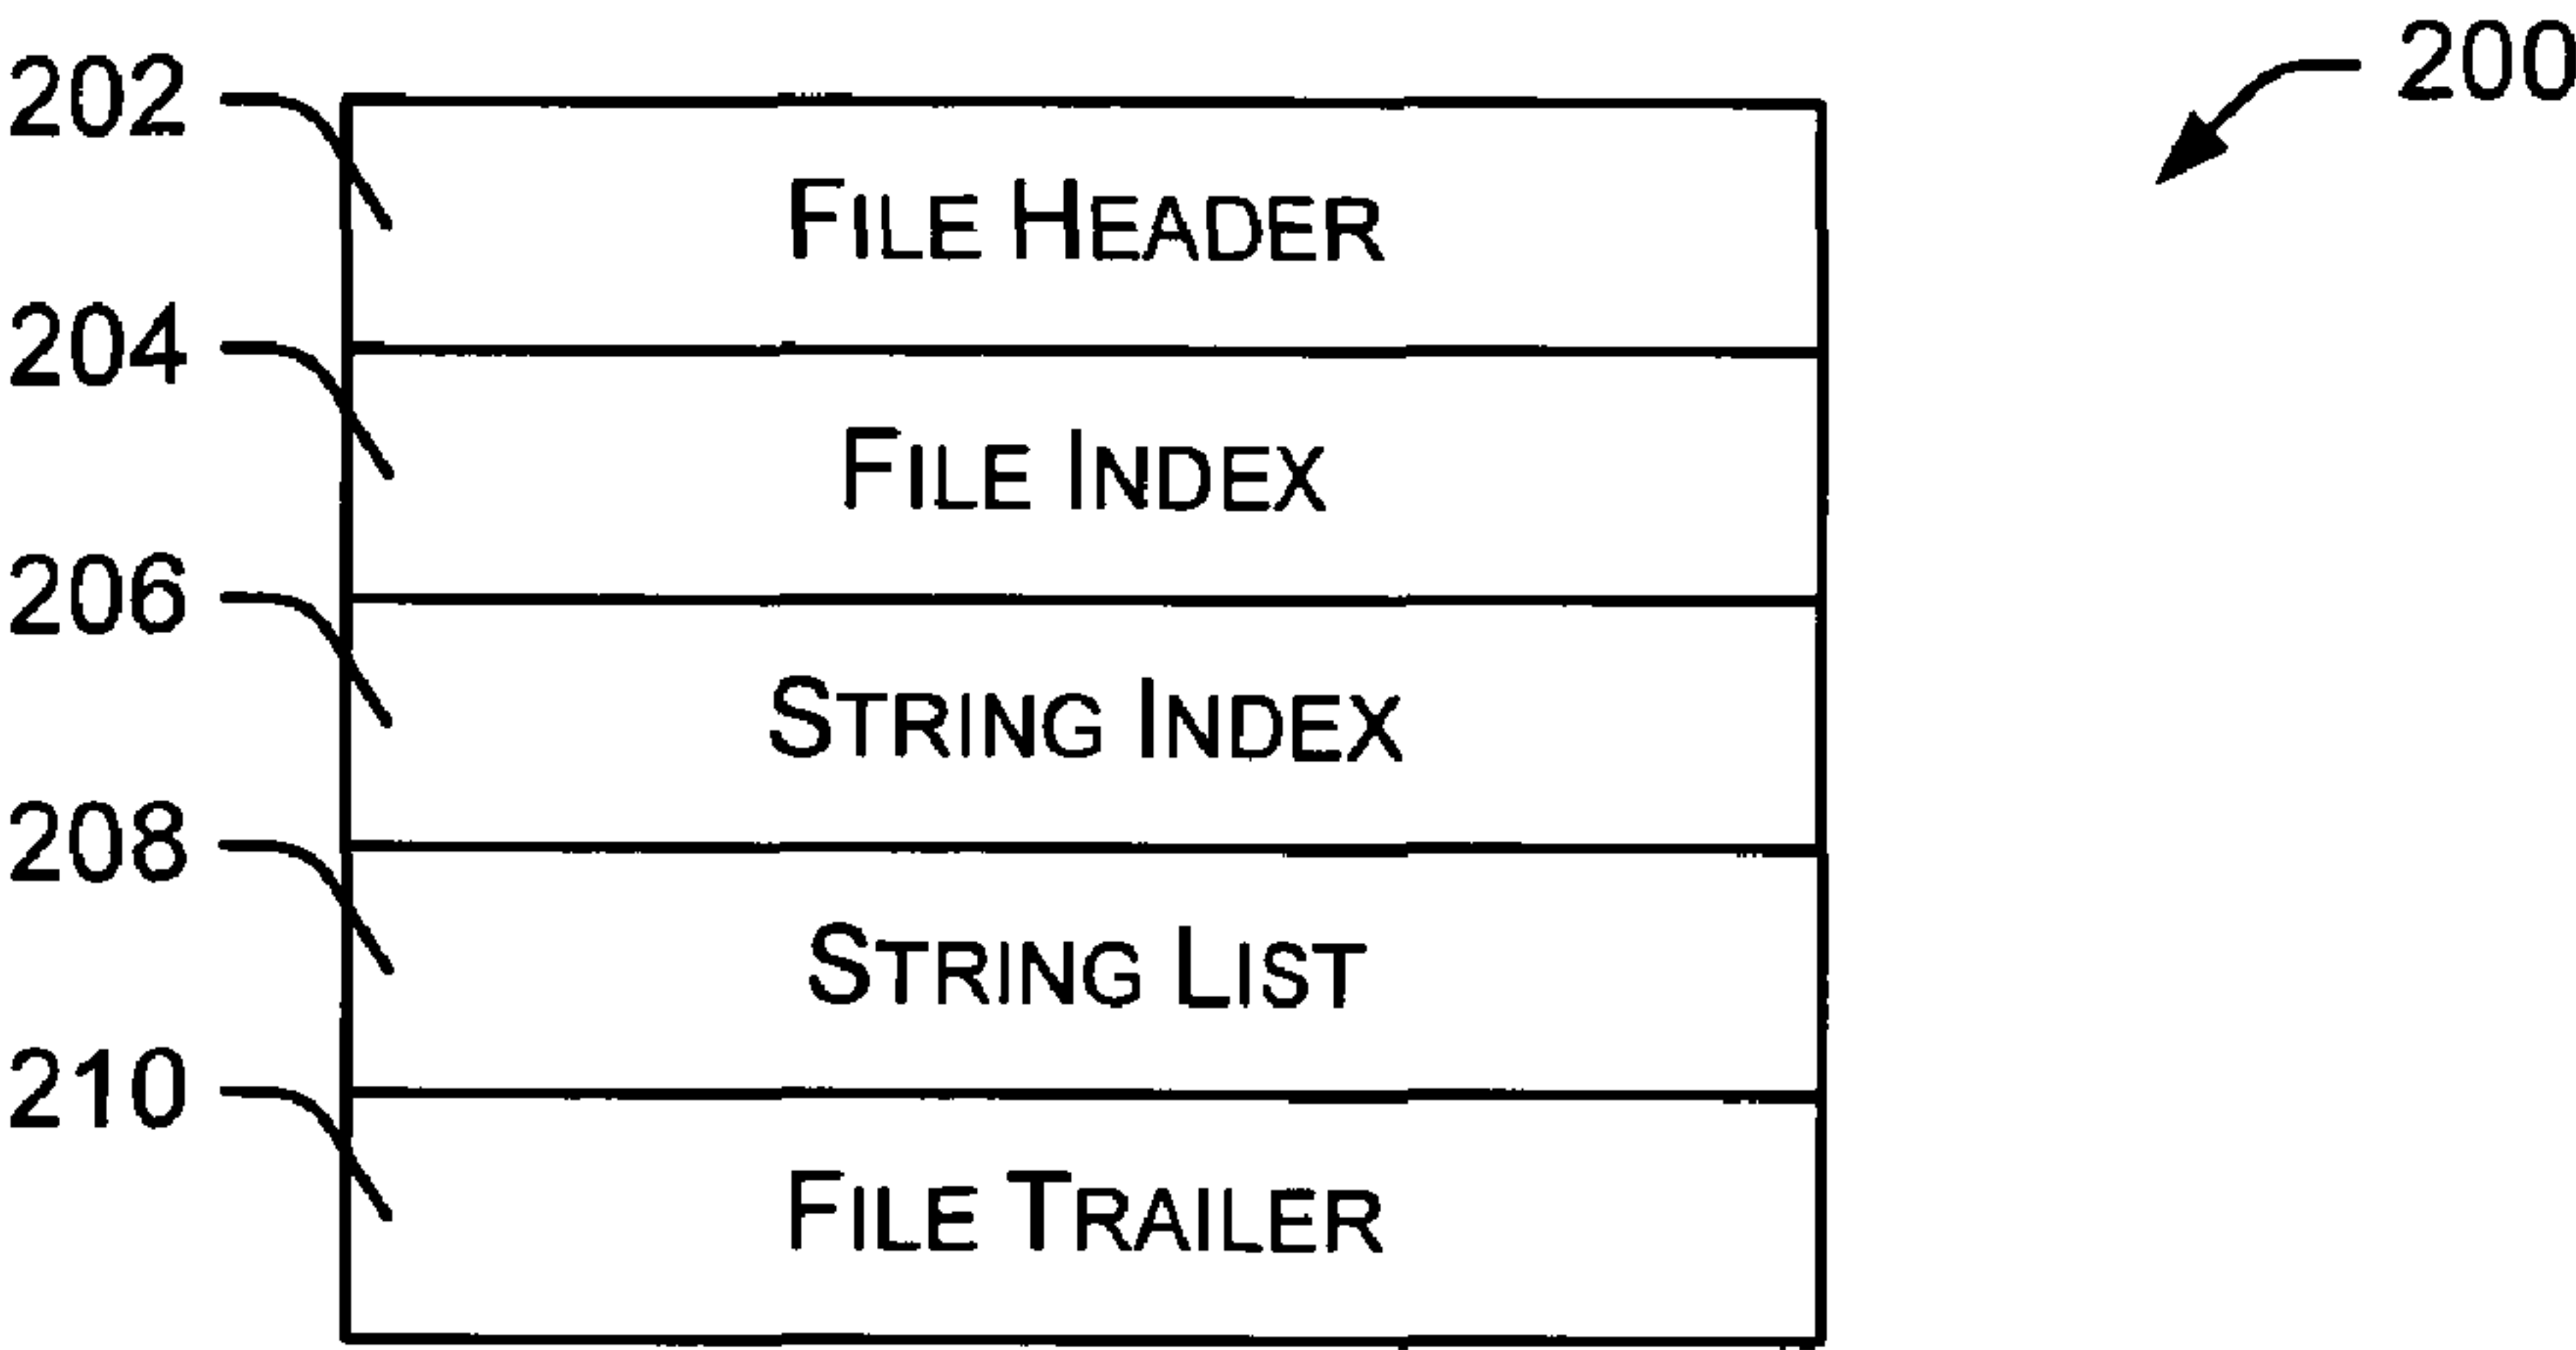 200
202 FILE HEADER
204 FILE INDEX
206 STRING INDEX
208 STRING LIST
210 FILE TRAILER